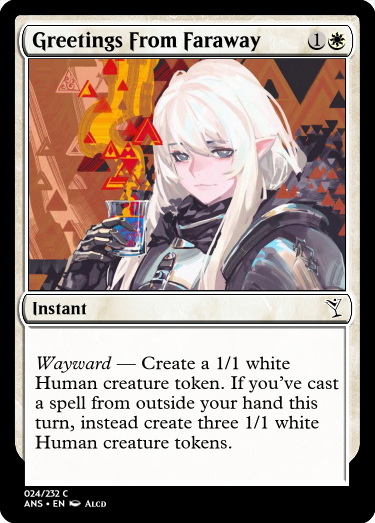 Greetings From Faraway 1
Instant
Wayward — Create a 1/1 white
Human creature token. If you've cast
a spell from outside your hand this
turn, instead create three 1/1 white
Human creature tokens.
024/232 C
ANS • EN Alcd